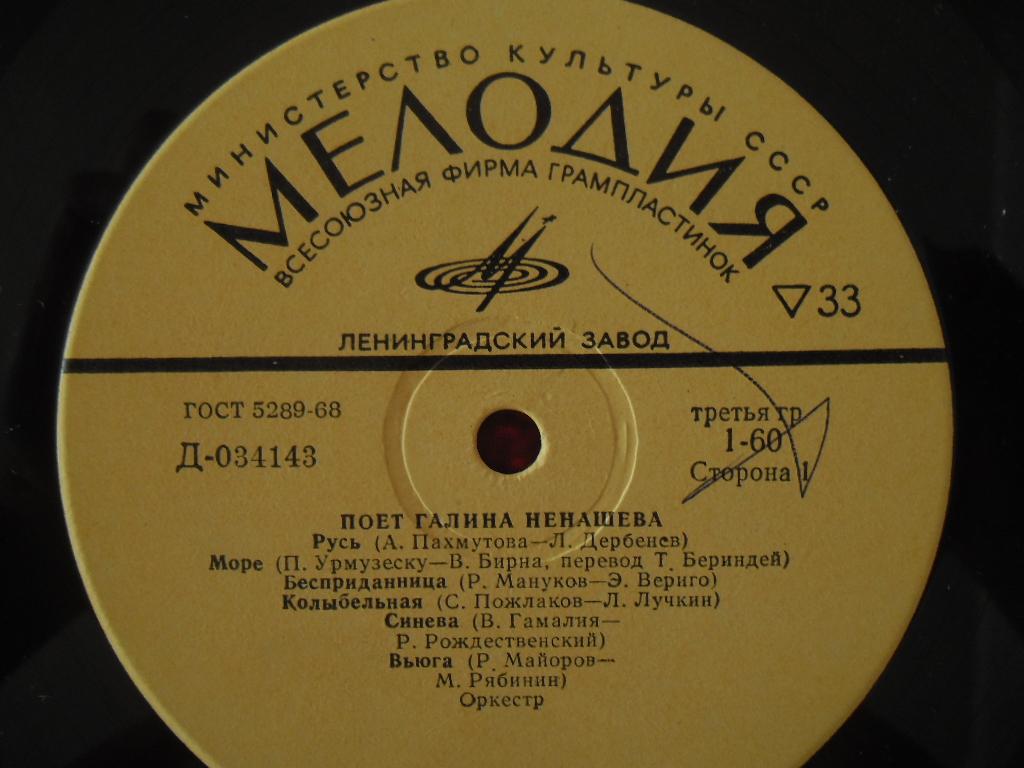 МИНИСТЕРСТВО КУЛЬТУРЫ СССР
МЕЛОДИЯ
ВСЕСОЮЗНАЯ ФИРМА ГРАМПЛАСТИНОК
▽33
ЛЕНИНГРАДСКИЙ ЗАВОД
ГОСТ 5289-68
Д-034143
третья гр
1-60
Сторона 1
ПОЕТ ГАЛИНА НЕНАШЕВА
Русь (А. Пахмутова—Л. Дербенев)
Море (П. Урмузеску—В. Бирна, перевод Т. Бериндей)
Бесприданница (Р. Мануков—Э. Вериго)
Колыбельная (С. Пожлаков—Л. Лучкин)
Синева (В. Гамалия—
Р. Рождественский)
Вьюга (Р. Майоров—
М. Рябинин)
Оркестр